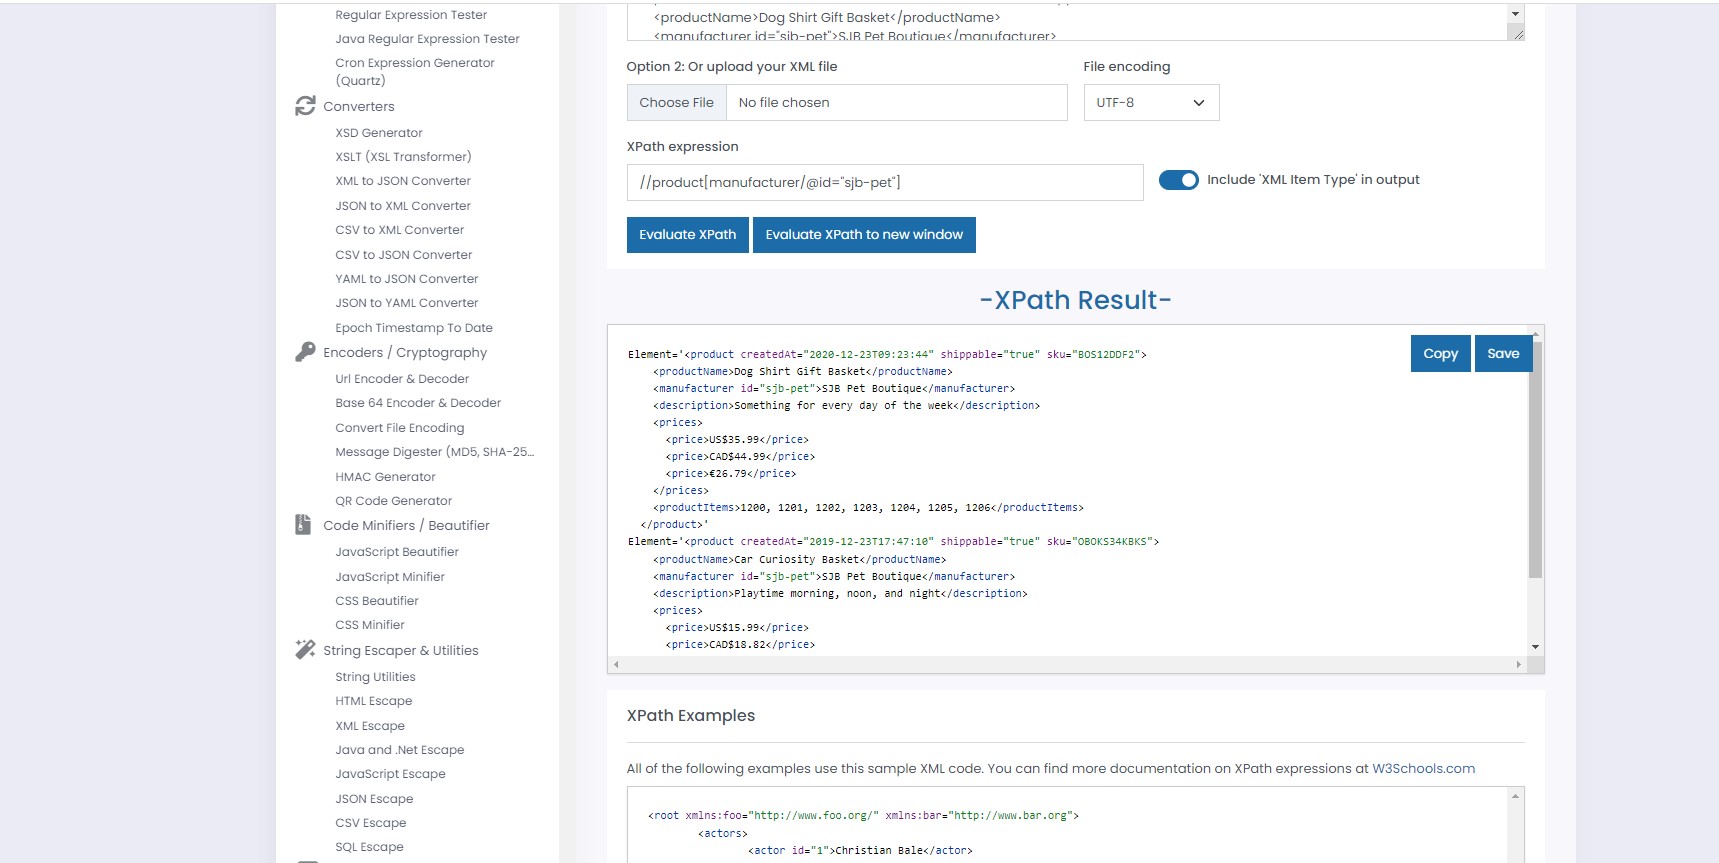 Regular Expression Tester
Java Regular Expression Tester
Cron Expression Generator
(Quartz)
Converters
XSD Generator
XSLT (XSL Transformer)
XML to JSON Converter
JSON to XML Converter
CSV to XML Converter
CSV to JSON Converter
YAML to JSON Converter
JSON to YAML Converter
Epoch Timestamp To Date
Encoders / Cryptography
Url Encoder & Decoder
Base 64 Encoder & Decoder
Convert File Encoding
Message Digester (MD5, SHA-25...
HMAC Generator
QR Code Generator
Code Minifiers / Beautifier
JavaScript Beautifier
JavaScript Minifier
CSS Beautifier
CSS Minifier
String Escaper & Utilities
String Utilities
HTML Escape
XML Escape
Java and .Net Escape
JavaScript Escape
JSON Escape
CSV Escape
SQL Escape
<productName>Dog Shirt Gift Basket</productName>
<manufacturer id="sjb-pet">SJB Pet Boutique</manufacturer>
Option 2: Or upload your XML file
File encoding
Choose File No file chosen
UTF-8
XPath expression
//product[manufacturer/@id="sjb-pet"]
Include 'XML Item Type' in output
Evaluate XPath
Evaluate XPath to new window
-XPath Result-
Copy
Save
Element='<product createdAt="2020-12-23T09:23:44" shippable="true" sku="BOS12DDF2">
<productName>Dog Shirt Gift Basket</productName>
<manufacturer id="sjb-pet">SJB Pet Boutique</manufacturer>
<description>Something for every day of the week</description>
<prices>
<price>US$35.99</price>
<price>CAD$44.99</price>
<price>€26.79</price>
</prices>
<productItems>1200, 1201, 1202, 1203, 1204, 1205, 1206</productItems>
</product>'
Element='<product createdAt="2019-12-23T17:47:10" shippable="true" sku="OBOKS34KBKS">
<productName>Car Curiosity Basket</productName>
<manufacturer id="sjb-pet">SJB Pet Boutique</manufacturer>
<description>Playtime morning, noon, and night</description>
<prices>
<price>US$15.99</price>
<price>CAD$18.82</price>
XPath Examples
All of the following examples use this sample XML code. You can find more documentation on XPath expressions at W3Schools.com
<root xmlns:foo="http://www.foo.org/" xmlns:bar="http://www.bar.org">
<actors>
<actor id="1">Christian Bale</actor>